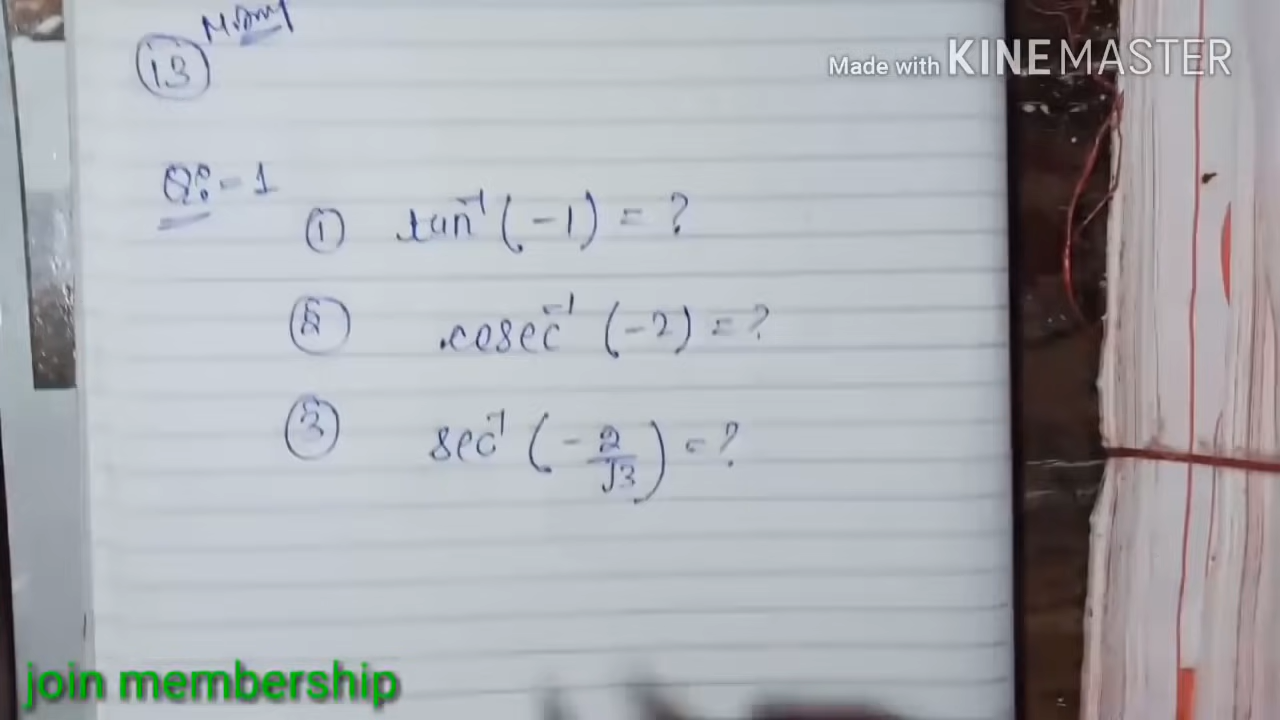 Made with KINEMASTER
13
Q:- 1
① tan⁻¹ (-1) = ?
② cosec⁻¹ (-2) = ?
③ sec⁻¹ (-2/√3) = ?
join membership